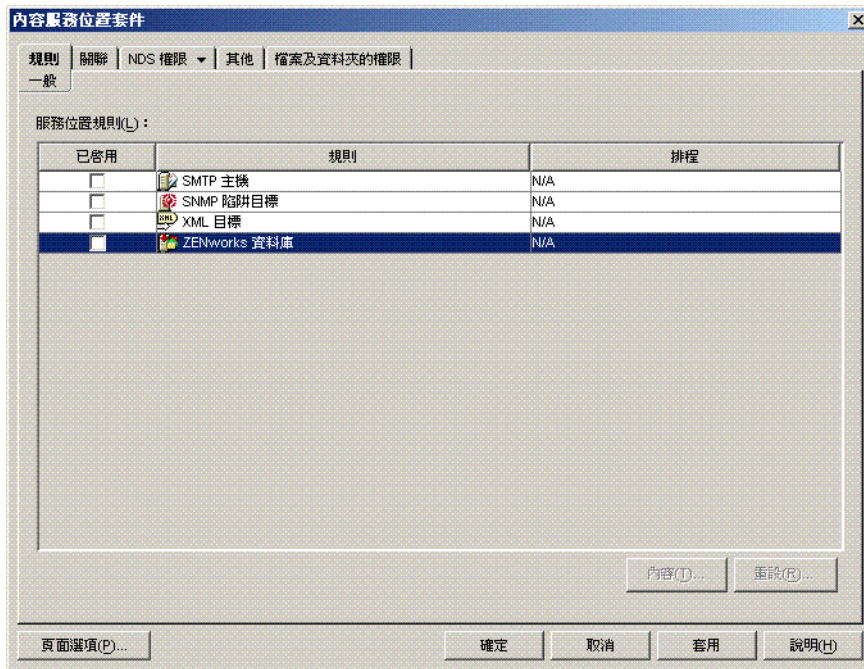 內容服務位置套件
規則 關聯 NDS 權限 其他 檔案及資料夾的權限
一般
服務位置規則(L)：
已啓用 規則 排程
SMTP 主機 N/A
SNMP 陷阱目標 N/A
XML 目標 N/A
ZENworks 資料庫 N/A
內容(T)... 重設(R)...
頁面選項(P)... 確定 取消 套用 說明(H)